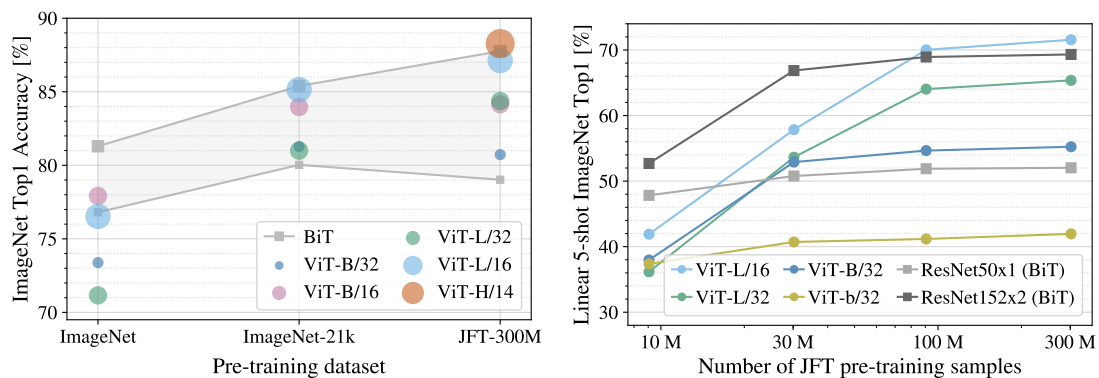 ImageNet Top1 Accuracy [%]
90
85
80
75
70
BiT
ViT-B/32
ViT-B/16
ViT-L/32
ViT-L/16
ViT-H/14
ImageNet
ImageNet-21k
JFT-300M
Pre-training dataset
Linear 5-shot ImageNet Top1 [%]
70
60
50
40
30
ViT-L/16
ViT-L/32
ViT-B/32
ViT-b/32
ResNet50x1 (BiT)
ResNet152x2 (BiT)
10 M
30 M
100 M
300 M
Number of JFT pre-training samples